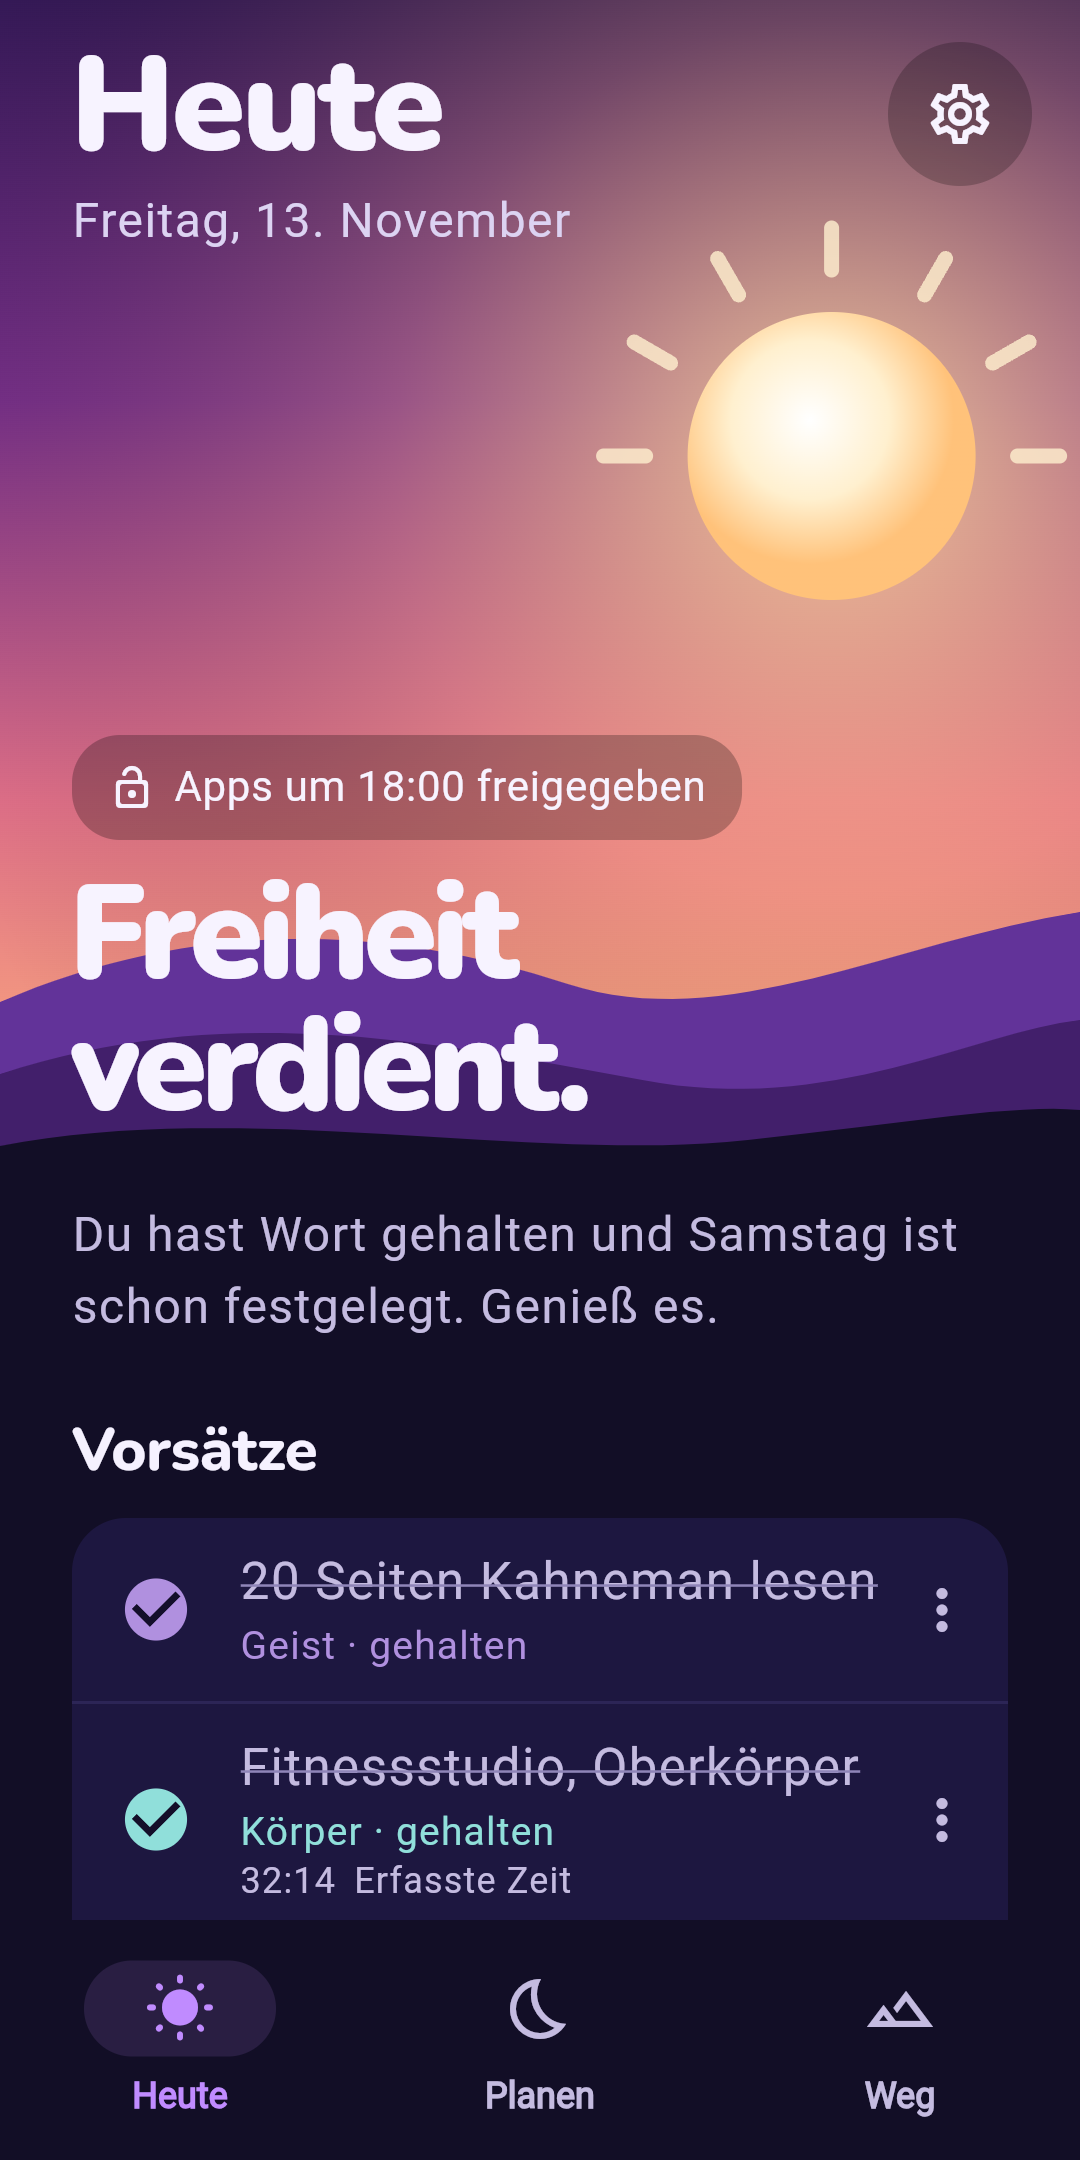 Heute
Freitag, 13. November
Apps um 18:00 freigegeben
Freiheit
verdient.
Du hast Wort gehalten und Samstag ist
schon festgelegt. Genieß es.
Vorsätze
20 Seiten Kahneman lesen
Geist · gehalten
Fitnessstudio, Oberkörper
Körper · gehalten
32:14 Erfasste Zeit
Heute
Planen
Weg